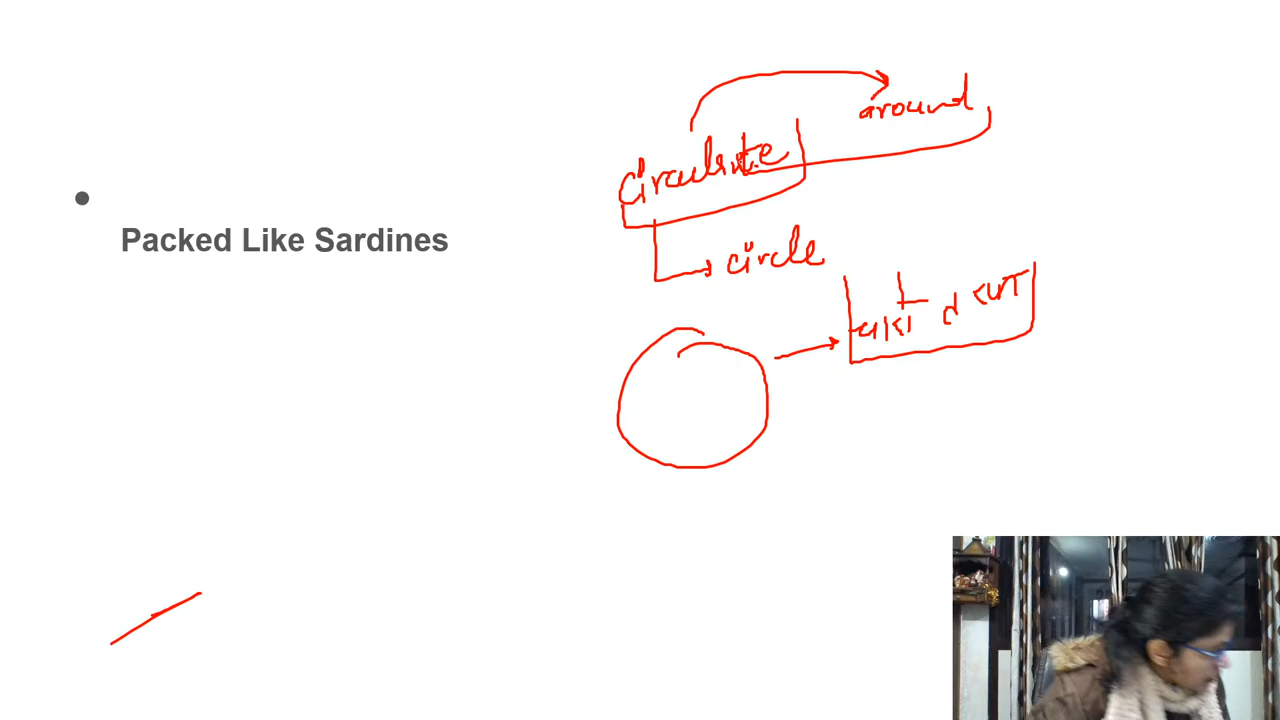 around
Circulate
Packed Like Sardines
circle